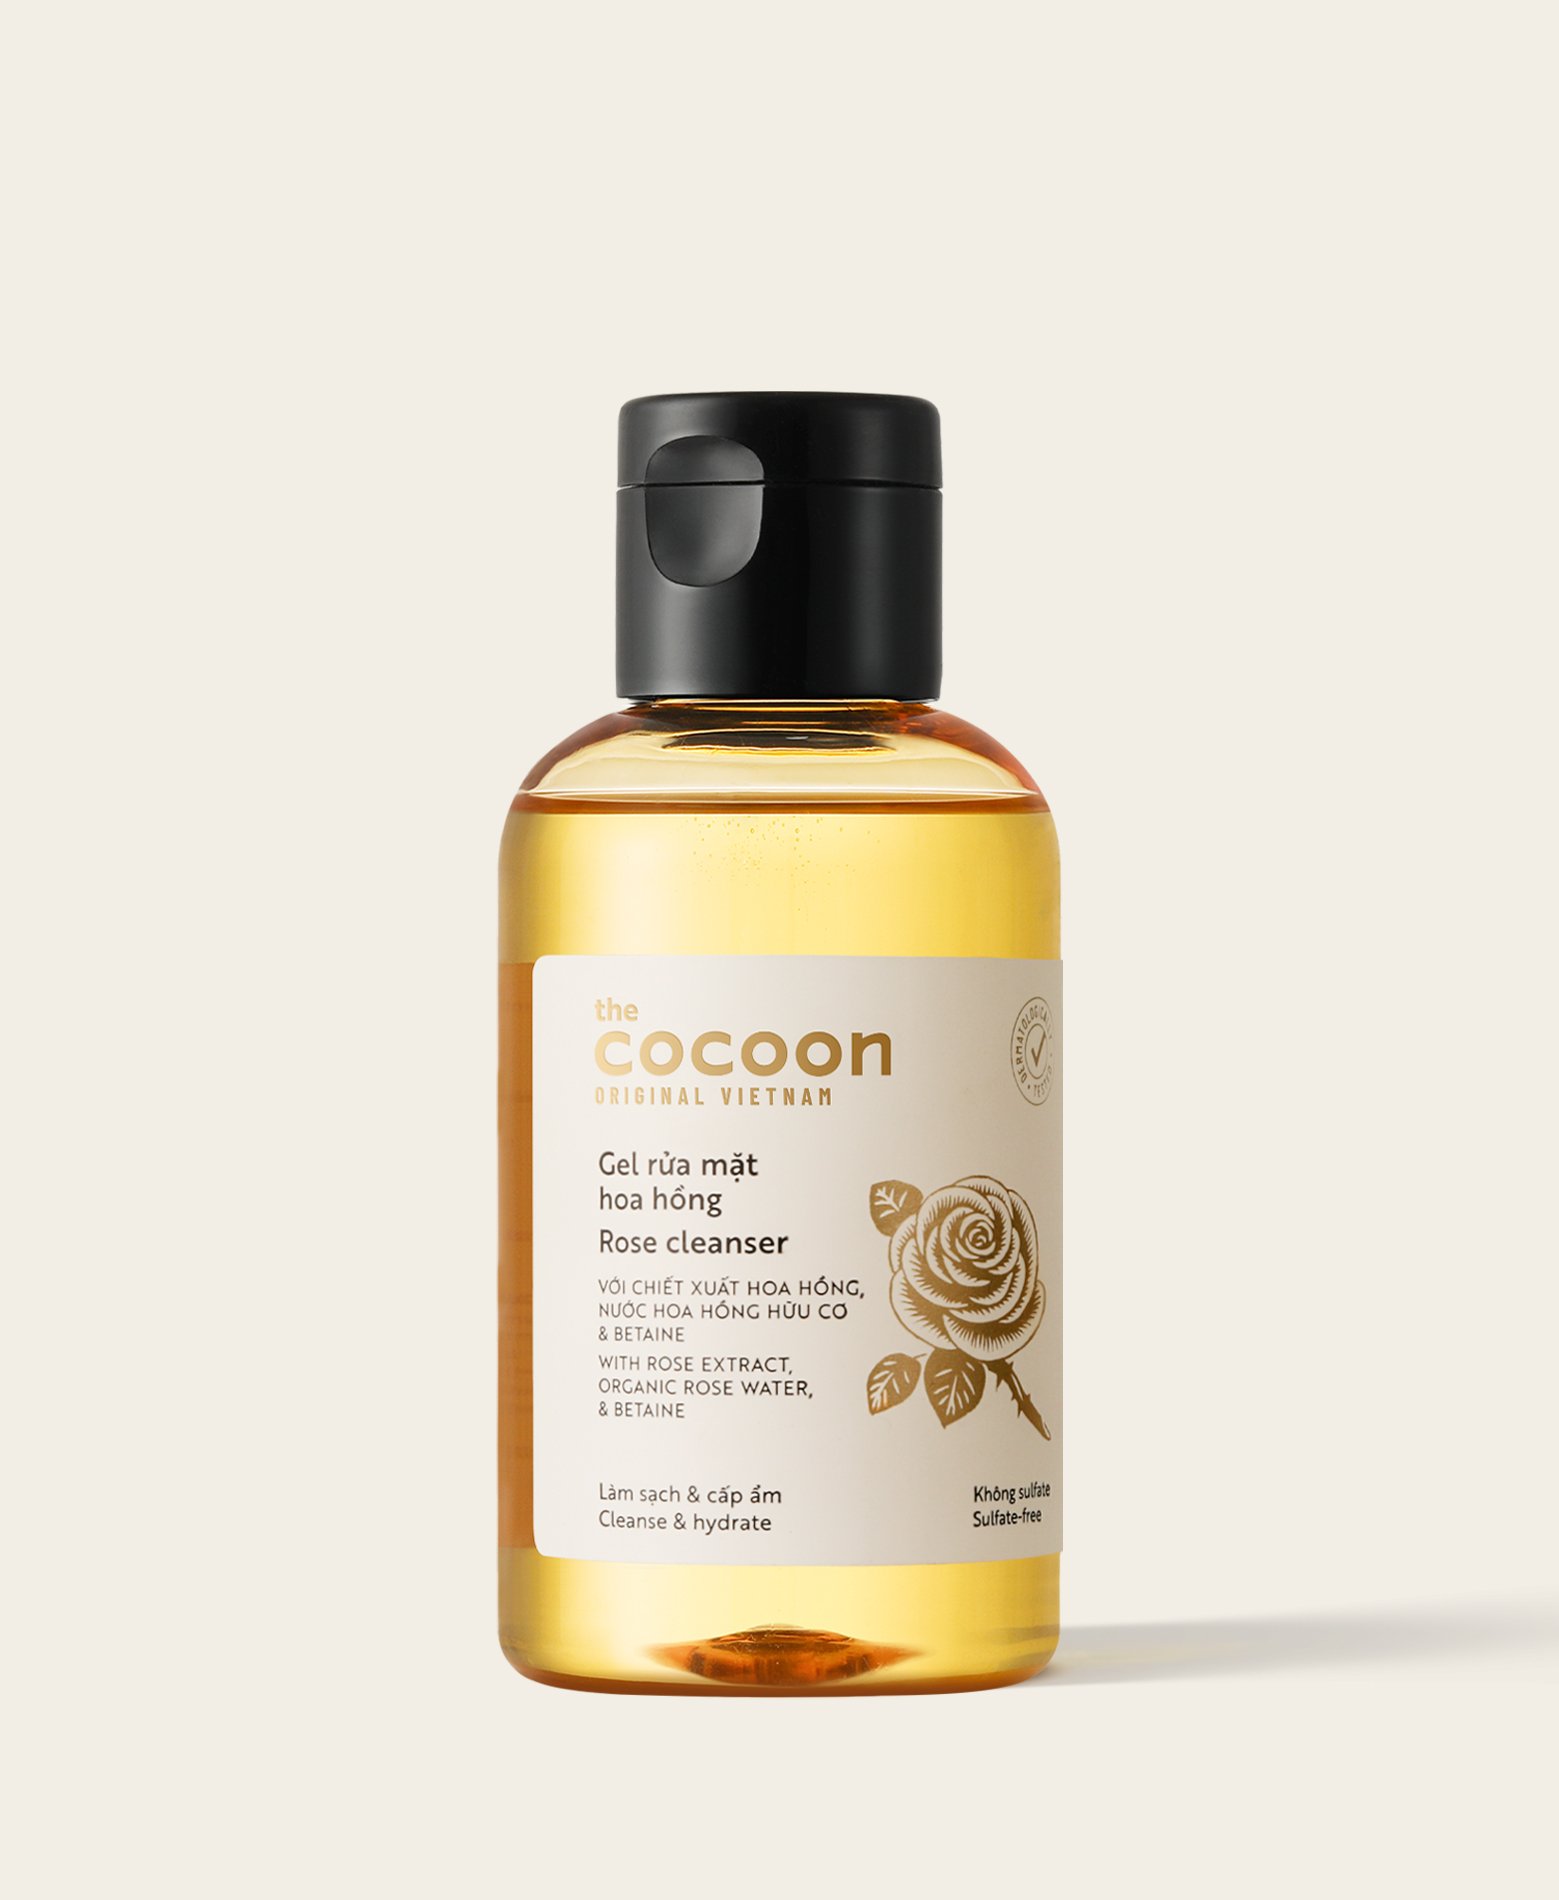 the
cocoon
ORIGINAL VIETNAM
DERMATOLOGICALLY
• TESTED •
Gel rửa mặt
hoa hồng
Rose cleanser
VỚI CHIẾT XUẤT HOA HỒNG,
NƯỚC HOA HỒNG HỮU CƠ
& BETAINE
WITH ROSE EXTRACT,
ORGANIC ROSE WATER,
& BETAINE
Làm sạch & cấp ẩm
Cleanse & hydrate
Không sulfate
Sulfate-free